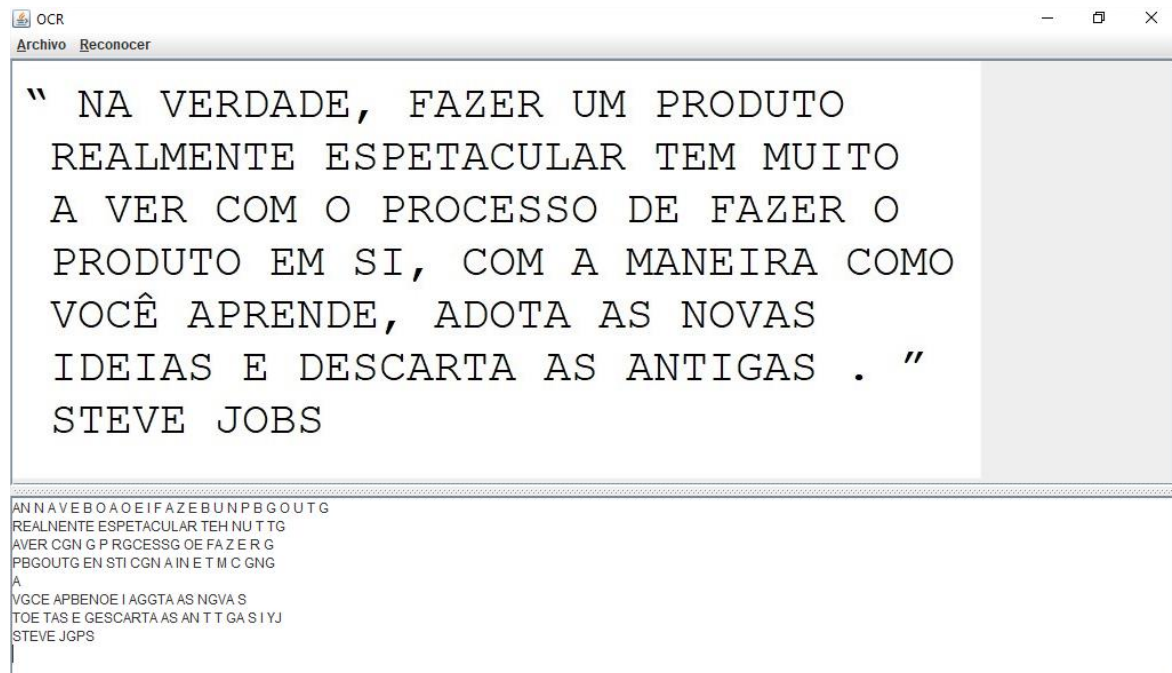 OCR
Archivo Reconocer
“ NA VERDADE, FAZER UM PRODUTO
REALMENTE ESPETACULAR TEM MUITO
A VER COM O PROCESSO DE FAZER O
PRODUTO EM SI, COM A MANEIRA COMO
VOCÊ APRENDE, ADOTA AS NOVAS
IDEIAS E DESCARTA AS ANTIGAS . ”
STEVE JOBS
AN N A V E B O A O E I F A Z E B U N P B G O U T G
REALNENTE ESPETACULAR TEH NU T TG
AVER CGN G P RGCESSG OE FA Z E R G
PBGOUTG EN STI CGN A IN E T M C GNG
A
VGCE APBENOE I AGGTA AS NGVA S
TOE TAS E GESCARTA AS AN T T GA S I YJ
STEVE JGPS